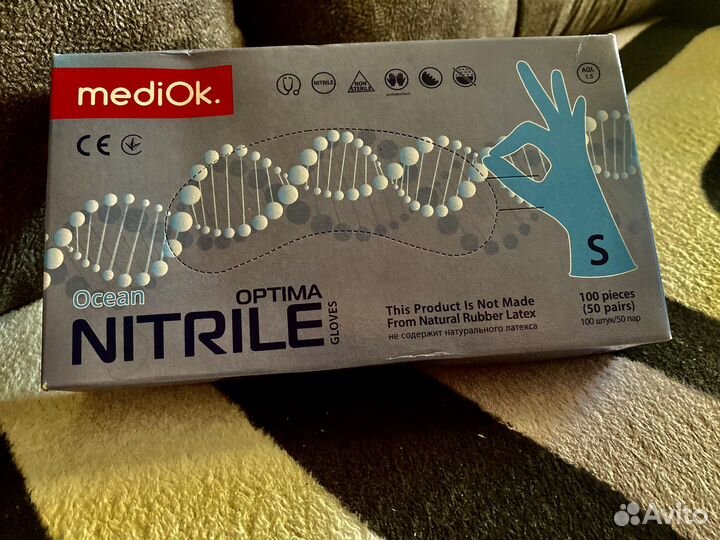 mediOk.
NITRILE
NON
STERILE
AQL
1.5
CE
S
Ocean
OPTIMA
NITRILE
GLOVES
This Product Is Not Made
From Natural Rubber Latex
не содержит натурального латекса
100 pieces
(50 pairs)
100 штук/50 пар
Avito